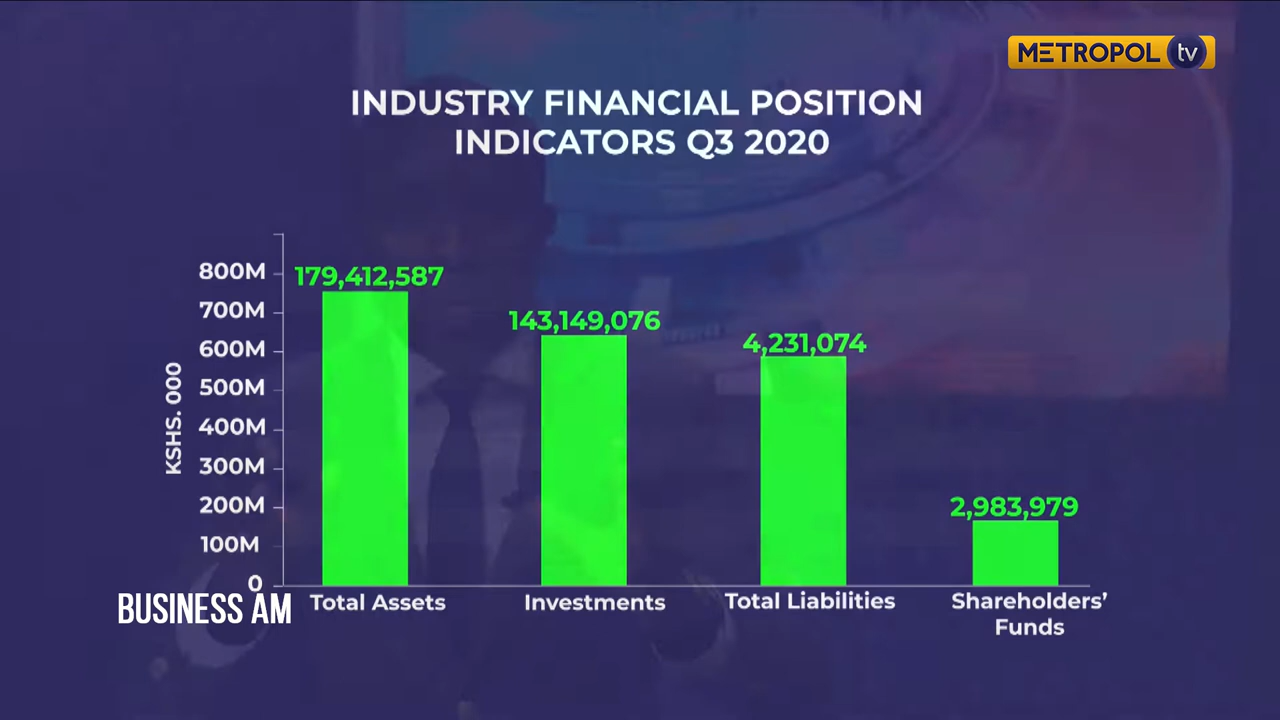 METROPOL tv
INDUSTRY FINANCIAL POSITION
INDICATORS Q3 2020
KSHS. 000
800M
700M
600M
500M
400M
300M
200M
100M
0
179,412,587
143,149,076
4,231,074
2,983,979
Total Assets
Investments
Total Liabilities
Shareholders’
Funds
BUSINESS AM